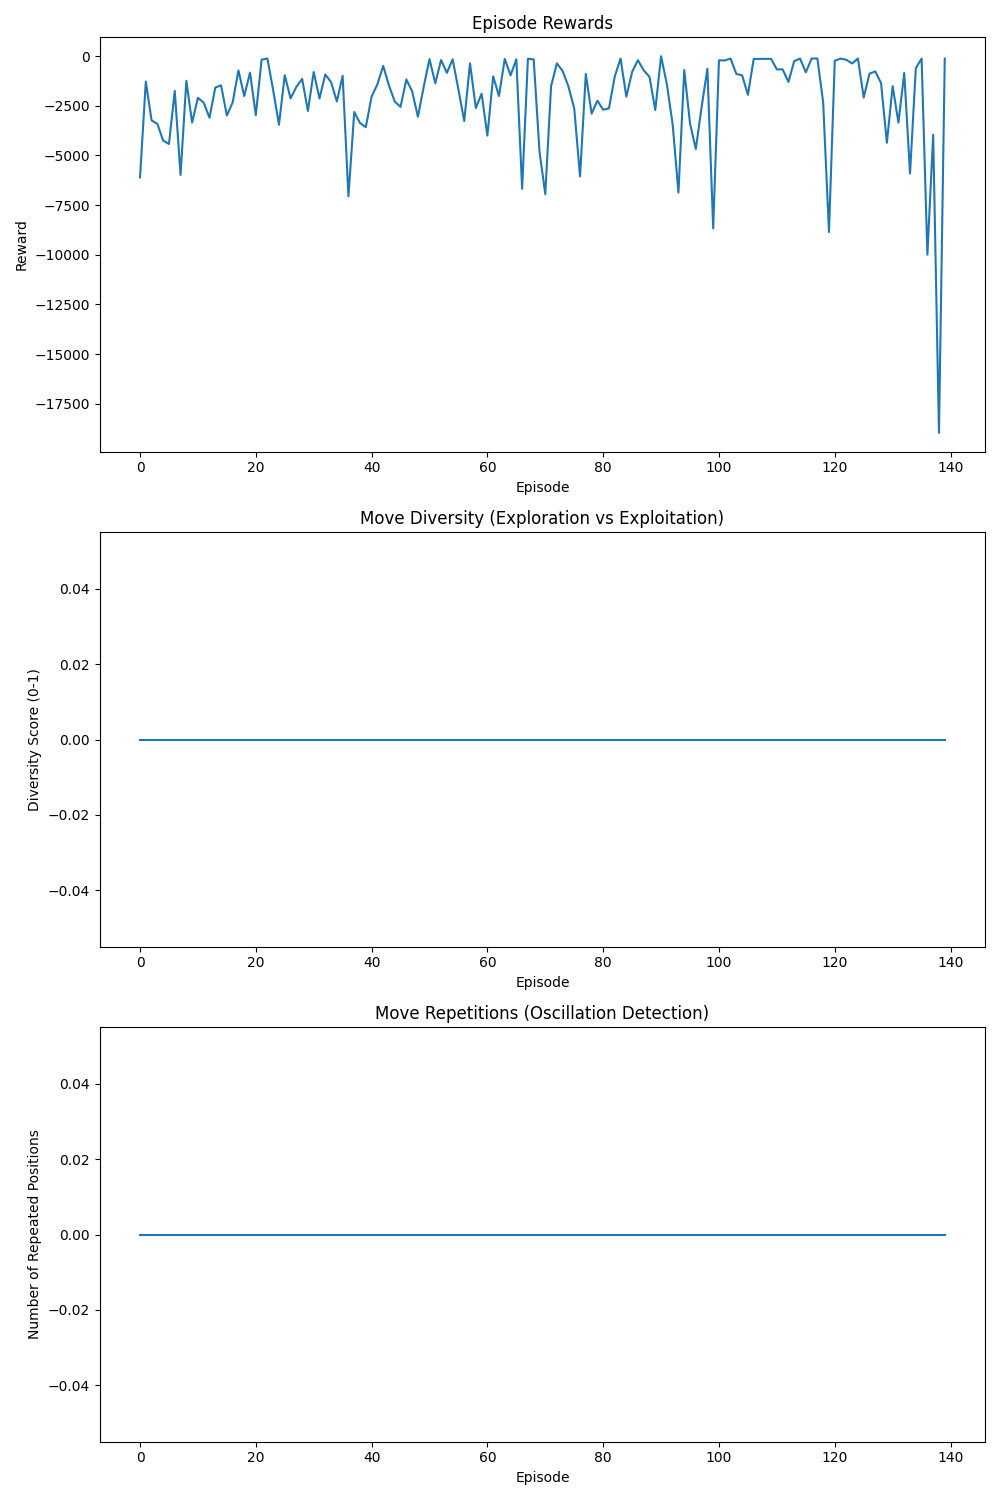 Episode Rewards
0
−2500
−5000
−7500
−10000
−12500
−15000
−17500
Reward
0 20 40 60 80 100 120 140
Episode
Move Diversity (Exploration vs Exploitation)
0.04
0.02
0.00
−0.02
−0.04
Diversity Score (0-1)
0 20 40 60 80 100 120 140
Episode
Move Repetitions (Oscillation Detection)
0.04
0.02
0.00
−0.02
−0.04
Number of Repeated Positions
0 20 40 60 80 100 120 140
Episode